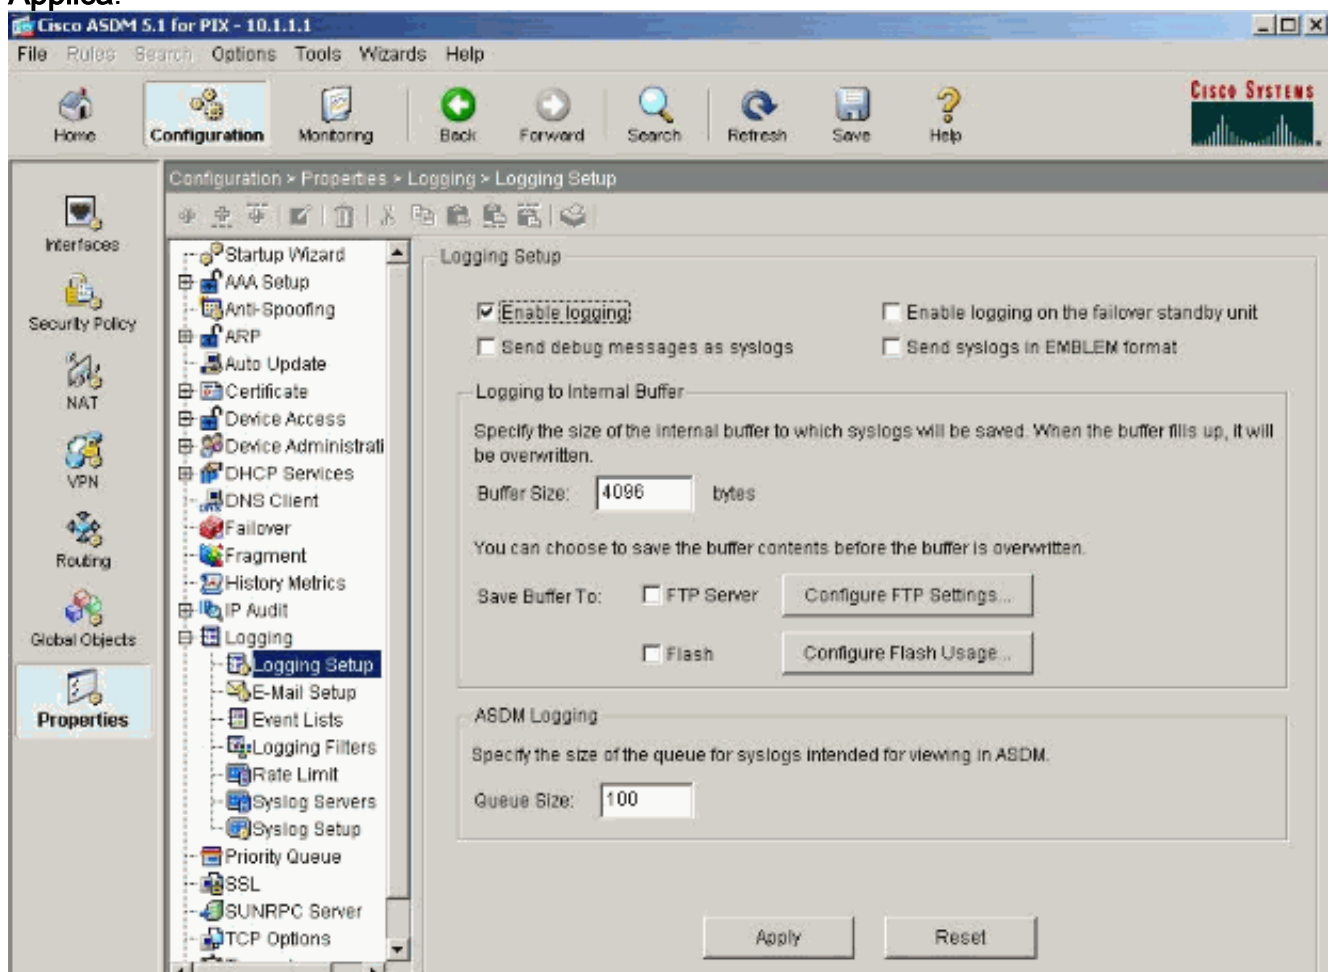 Applica.
Cisco ASDM 5.1 for PIX - 10.1.1.1
File Rules Search Options Tools Wizards Help
Home Configuration Monitoring Back Forward Search Refresh Save Help
CISCO SYSTEMS
Configuration > Properties > Logging > Logging Setup
Interfaces
Security Policy
NAT
VPN
Routing
Global Objects
Properties
Startup Wizard
AAA Setup
Anti-Spoofing
ARP
Auto Update
Certificate
Device Access
Device Administrati
DHCP Services
DNS Client
Failover
Fragment
History Metrics
IP Audit
Logging
Logging Setup
E-Mail Setup
Event Lists
Logging Filters
Rate Limit
Syslog Servers
Syslog Setup
Priority Queue
SSL
SUNRPC Server
TCP Options
Logging Setup
Enable logging
Enable logging on the failover standby unit
Send debug messages as syslogs
Send syslogs in EMBLEM format
Logging to Internal Buffer
Specify the size of the internal buffer to which syslogs will be saved. When the buffer fills up, it will
be overwritten.
Buffer Size: 4096 bytes
You can choose to save the buffer contents before the buffer is overwritten.
Save Buffer To: FTP Server Configure FTP Settings...
Flash Configure Flash Usage...
ASDM Logging
Specify the size of the queue for syslogs intended for viewing in ASDM.
Queue Size: 100
Apply Reset